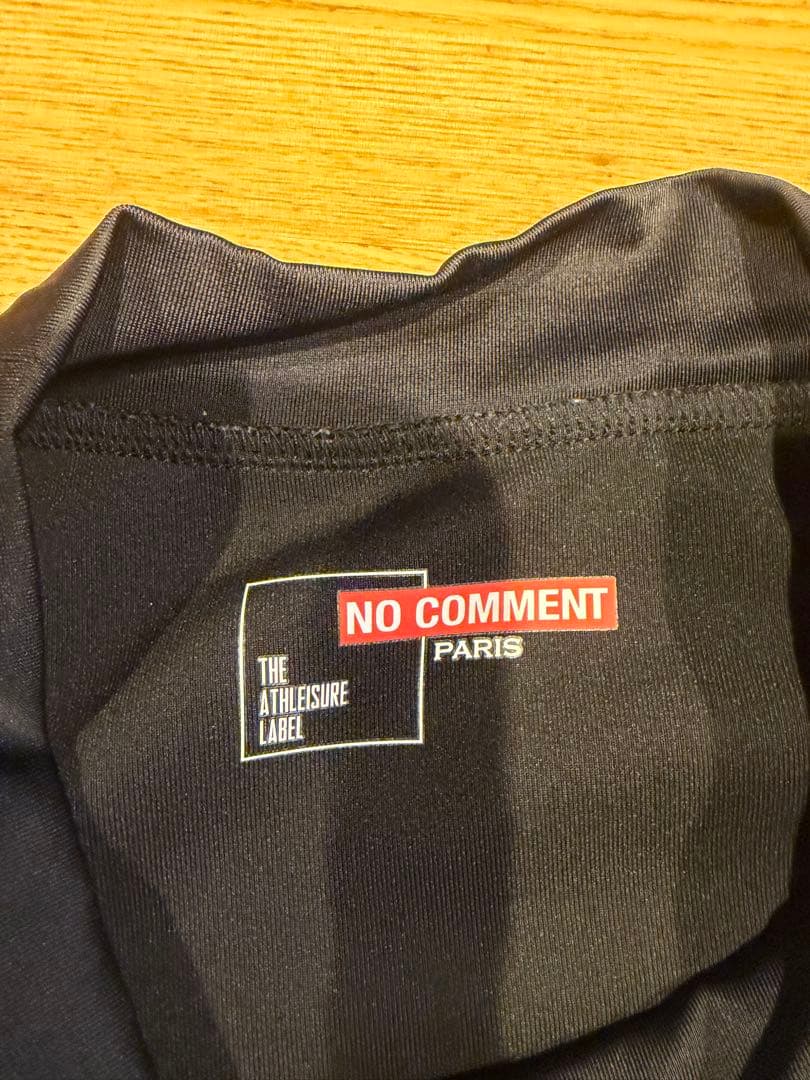 NO COMMENT
PARIS
THE
ATHLEISURE
LABEL